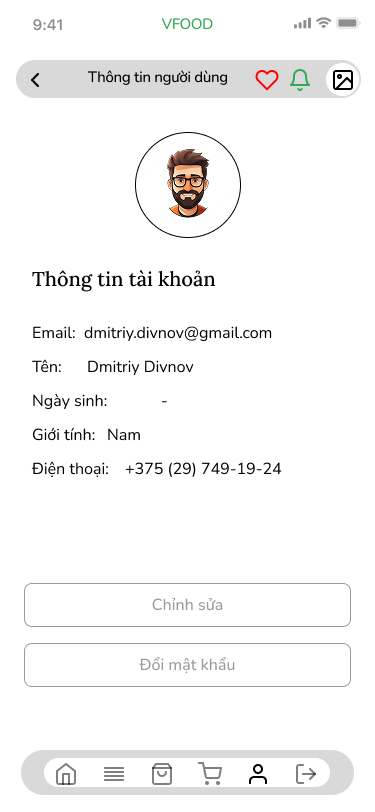 9:41
VFOOD
Thông tin người dùng
Thông tin tài khoản
Email: dmitriy.divnov@gmail.com
Tên: Dmitriy Divnov
Ngày sinh: -
Giới tính: Nam
Điện thoại: +375 (29) 749-19-24
Chỉnh sửa
Đổi mật khẩu